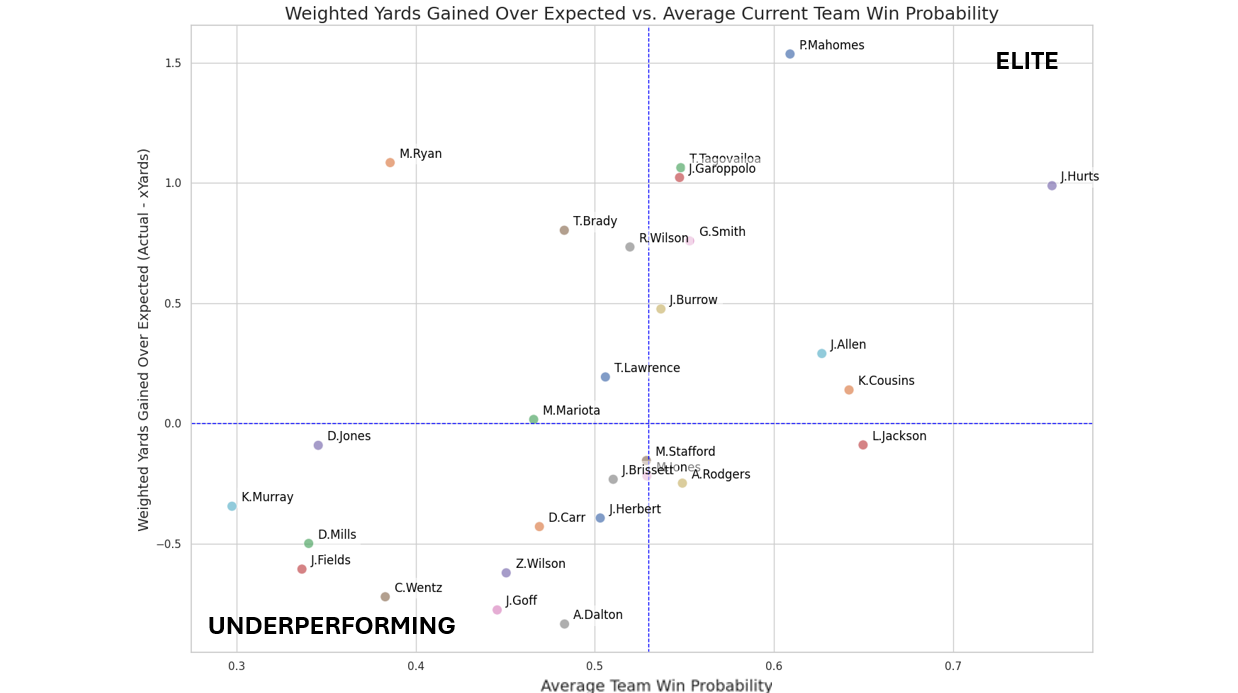 Weighted Yards Gained Over Expected vs. Average Current Team Win Probability
P.Mahomes
ELITE
1.5
M.Ryan
T.Tagovailoa
J.Garoppolo
J.Hurts
1.0
T.Brady
R.Wilson
G.Smith
J.Burrow
0.5
J.Allen
T.Lawrence
K.Cousins
M.Mariota
0.0
D.Jones
L.Jackson
M.Stafford
M.Jones
J.Brissett
A.Rodgers
K.Murray
J.Herbert
D.Carr
D.Mills
−0.5
J.Fields
Z.Wilson
C.Wentz
J.Goff
A.Dalton
UNDERPERFORMING
0.3 0.4 0.5 0.6 0.7
Average Team Win Probability
Weighted Yards Gained Over Expected (Actual - xYards)